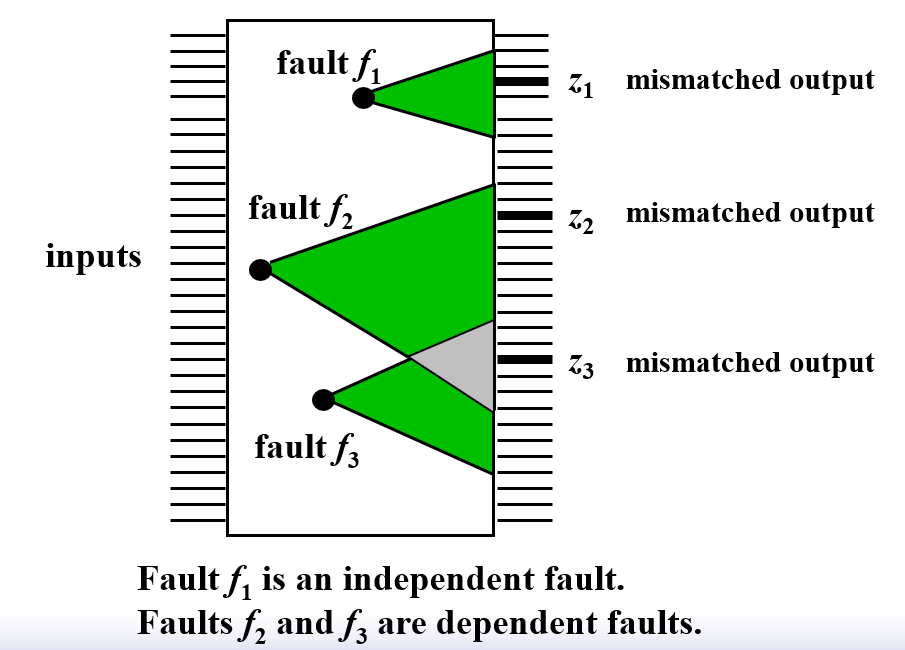 fault f₁
z₁ mismatched output
fault f₂
z₂ mismatched output
inputs
z₃ mismatched output
fault f₃
Fault f₁ is an independent fault.
Faults f₂ and f₃ are dependent faults.